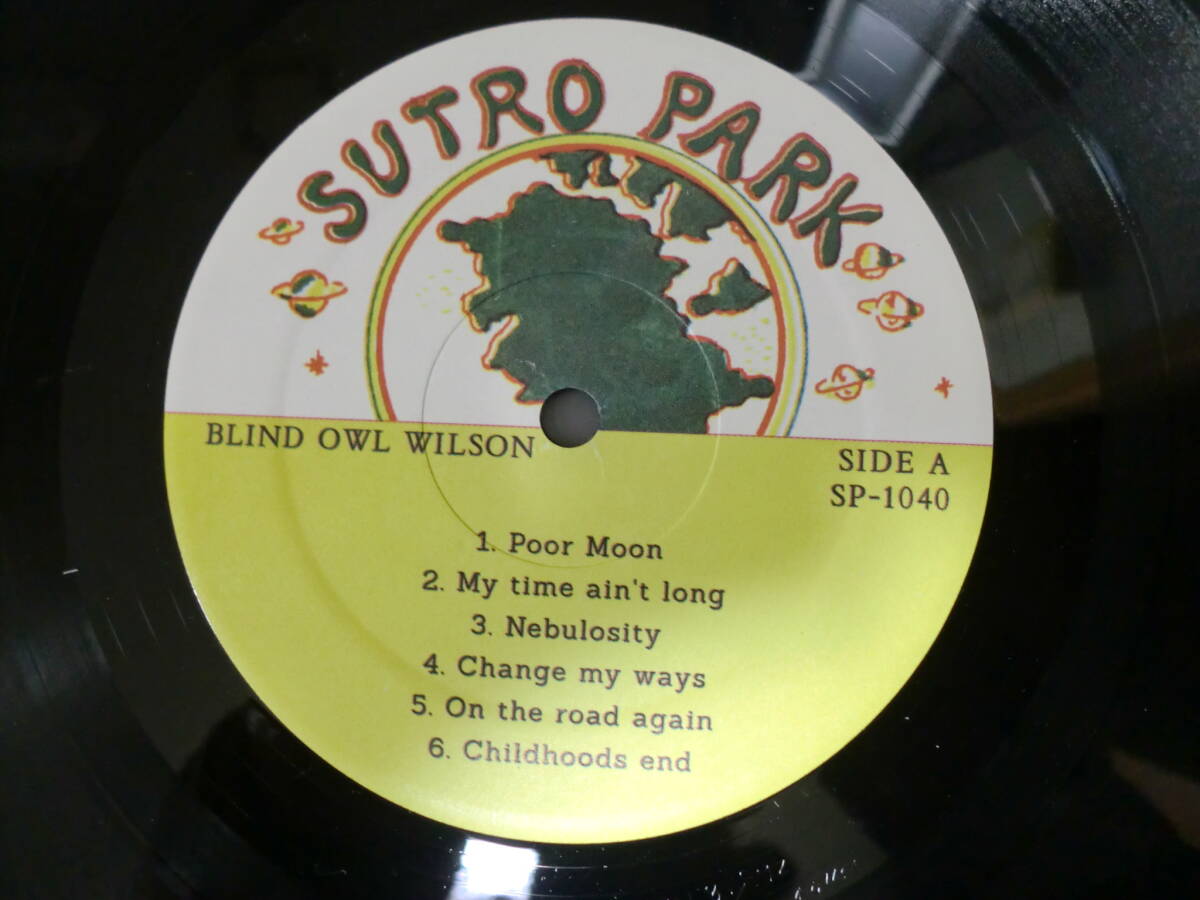 SUTRO PARK
BLIND OWL WILSON
SIDE A
SP-1040
1. Poor Moon
2. My time ain't long
3. Nebulosity
4. Change my ways
5. On the road again
6. Childhoods end